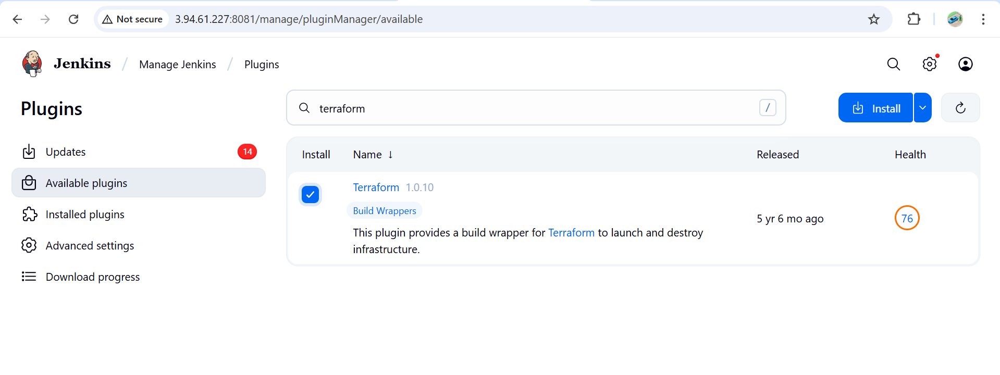 Not secure 3.94.61.227:8081/manage/pluginManager/available
Jenkins / Manage Jenkins / Plugins
Plugins
terraform /
Install
Updates 14
Available plugins
Installed plugins
Advanced settings
Download progress
Install Name ↓ Released Health
Terraform 1.0.10
Build Wrappers
This plugin provides a build wrapper for Terraform to launch and destroy
infrastructure.
5 yr 6 mo ago
76